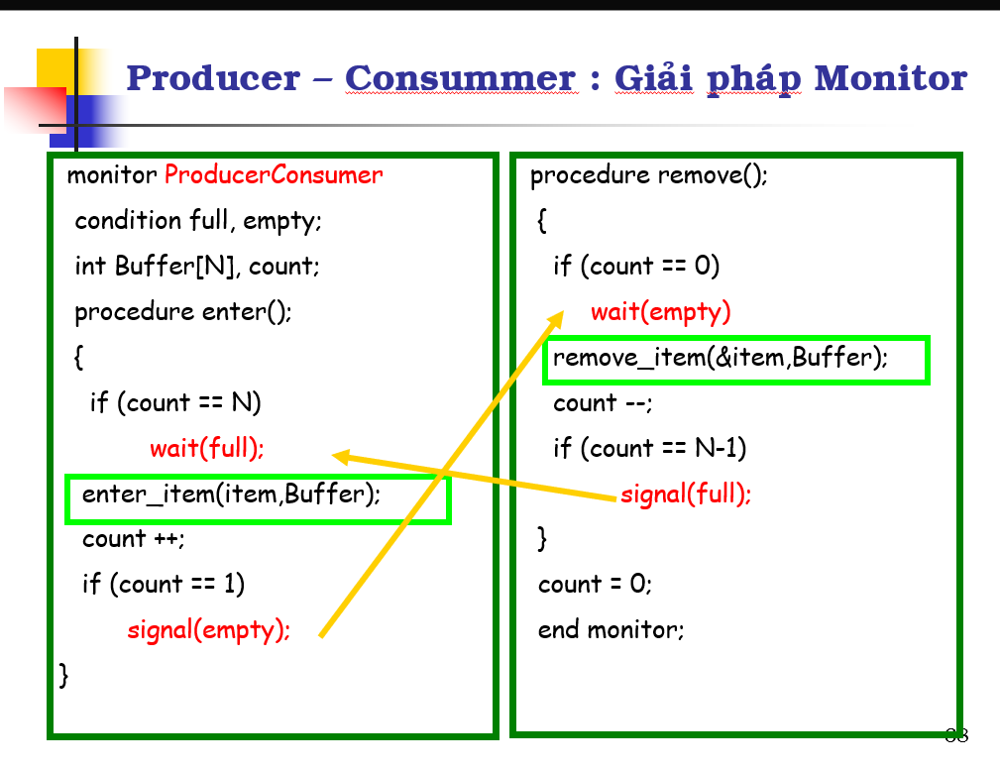 Producer – Consummer : Giải pháp Monitor
monitor ProducerConsumer
condition full, empty;
int Buffer[N], count;
procedure enter();
{
if (count == N)
wait(full);
enter_item(item,Buffer);
count ++;
if (count == 1)
signal(empty);
}
procedure remove();
{
if (count == 0)
wait(empty)
remove_item(&item,Buffer);
count --;
if (count == N-1)
signal(full);
}
count = 0;
end monitor;